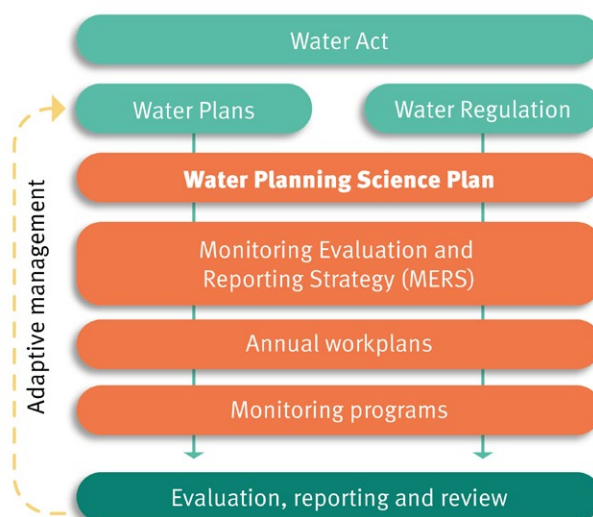 Water Act
Water Plans
Water Regulation
Water Planning Science Plan
Monitoring Evaluation and
Reporting Strategy (MERS)
Annual workplans
Monitoring programs
Evaluation, reporting and review
Adaptive management